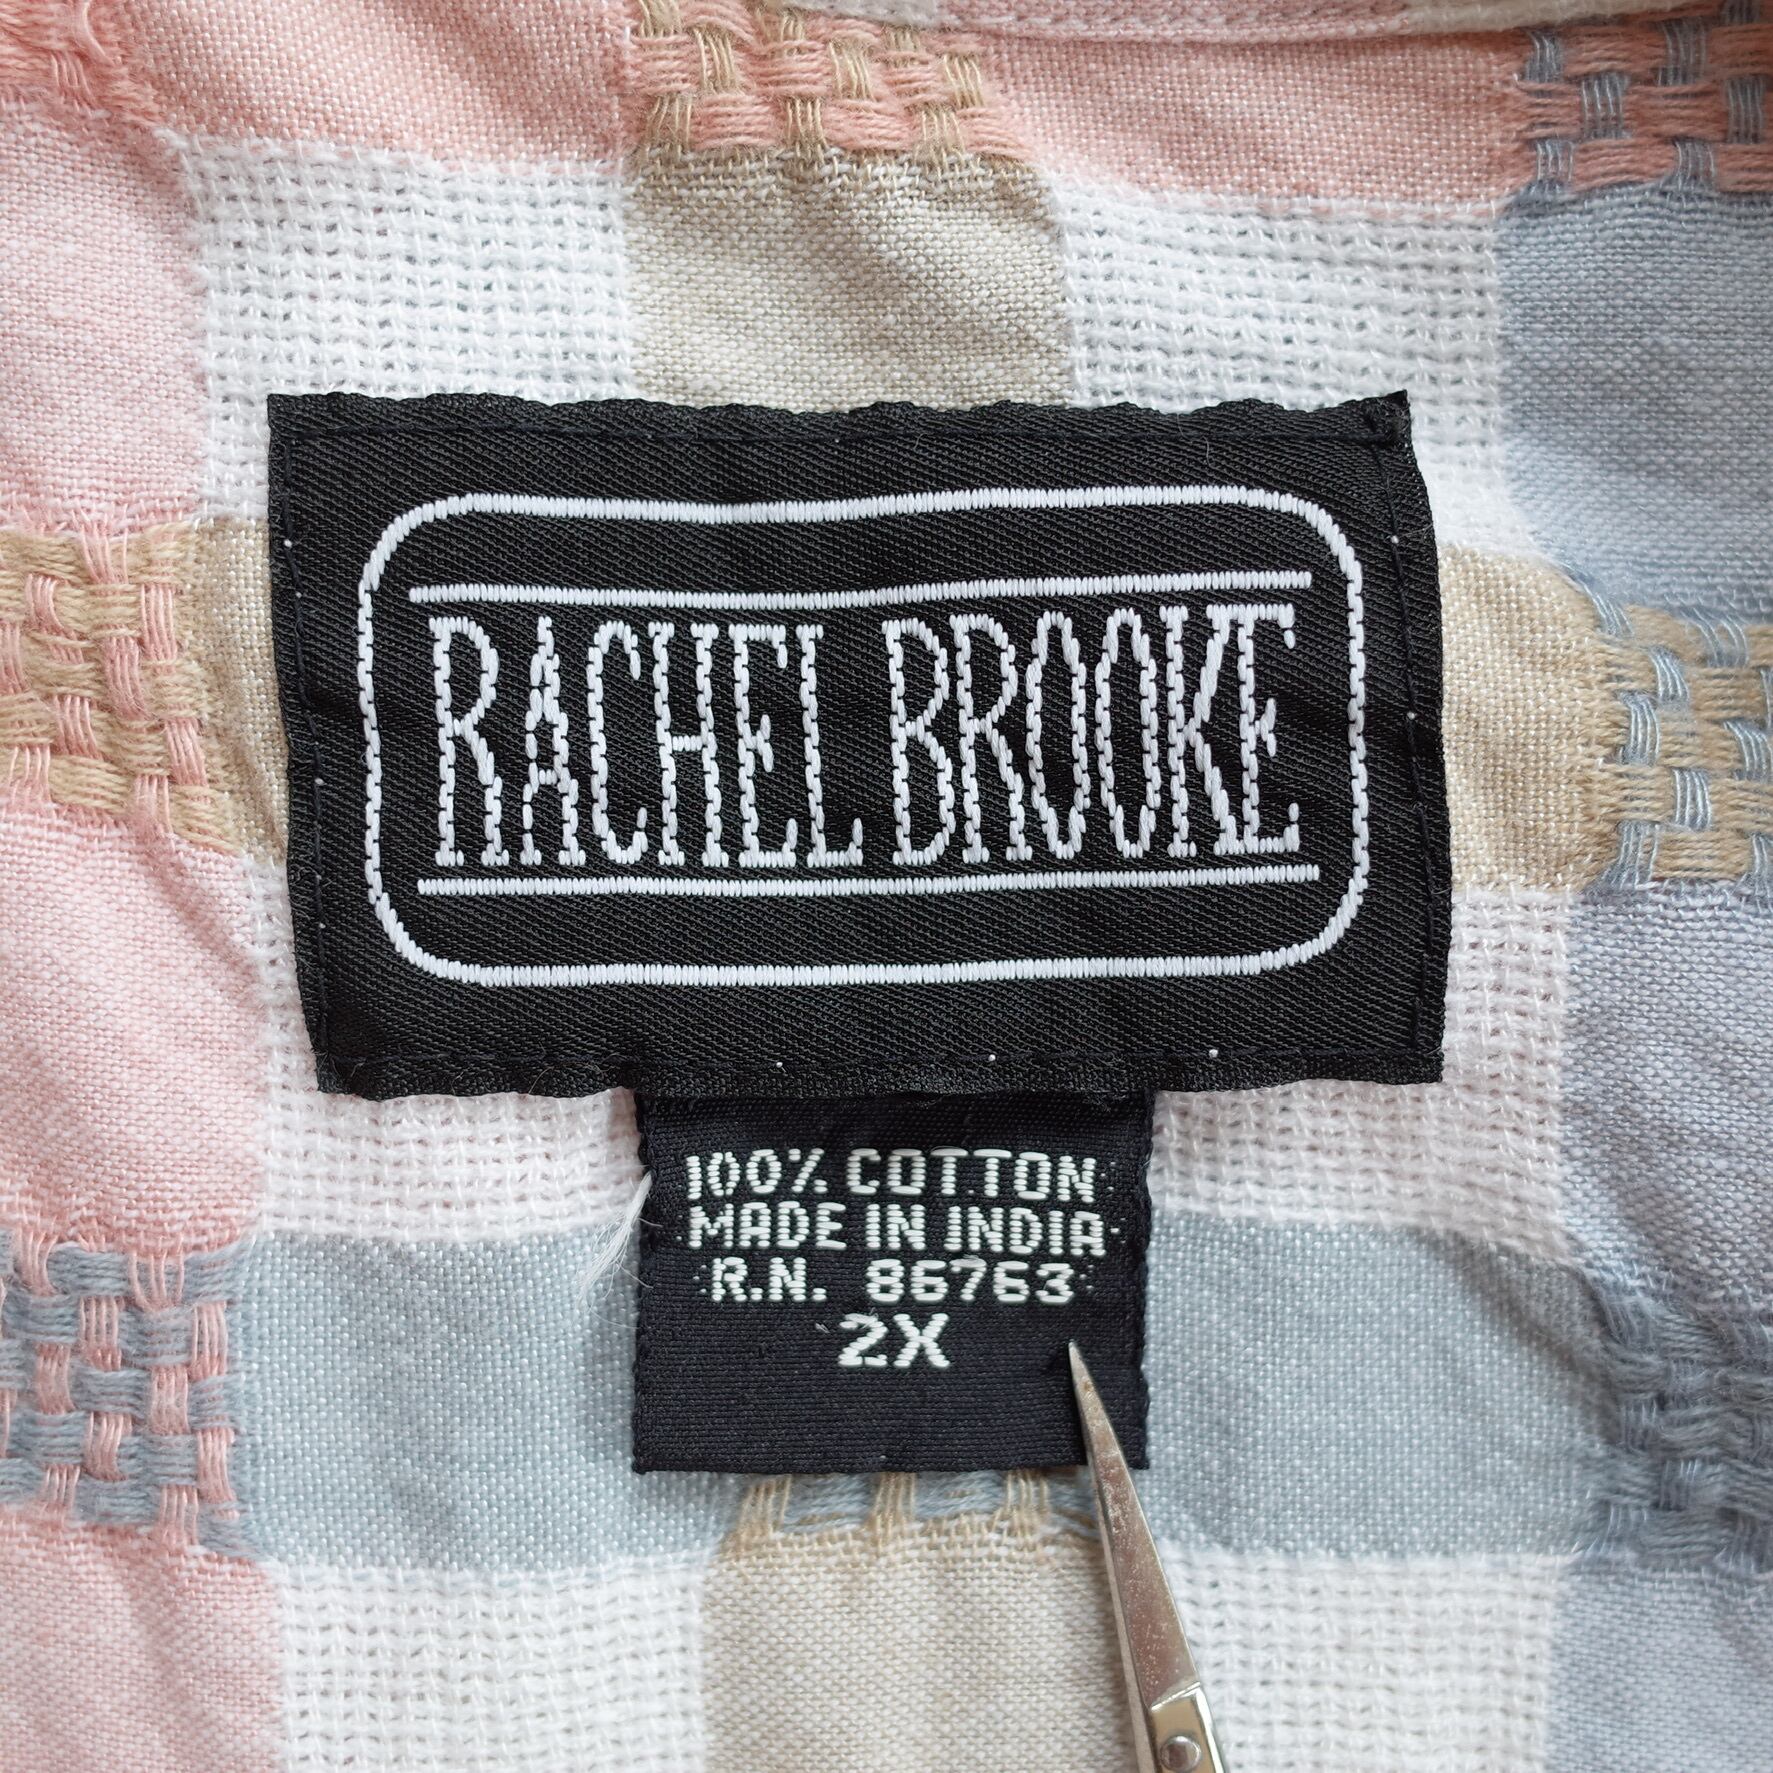 RACHEL BROOKE
100% COTTON
MADE IN INDIA
R.N. 86763
2X